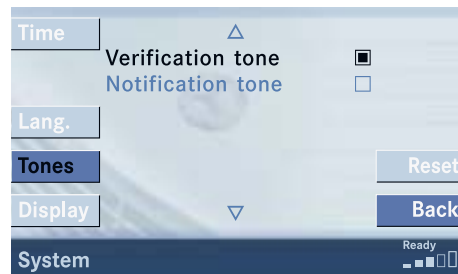 Time
Verification tone
Notification tone
Lang.
Tones
Reset
Display
Back
Ready
System